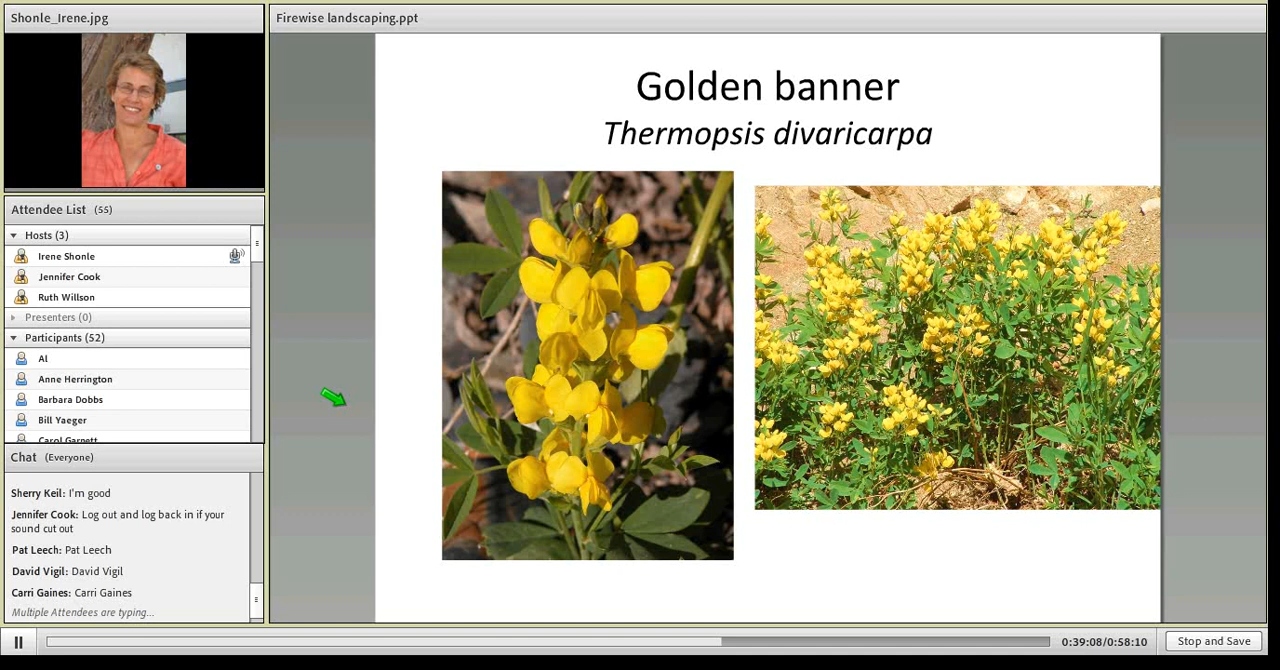 Shonle_Irene.jpg
Attendee List (55)
Hosts (3)
Irene Shonle
Jennifer Cook
Ruth Willson
Presenters (0)
Participants (52)
Al
Anne Herrington
Barbara Dobbs
Bill Yaeger
Carol Garnett
Chat (Everyone)
Sherry Keil: I'm good
Jennifer Cook: Log out and log back in if your
sound cut out
Pat Leech: Pat Leech
David Vigil: David Vigil
Carri Gaines: Carri Gaines
Multiple Attendees are typing...
Firewise landscaping.ppt
Golden banner
Thermopsis divaricarpa
0:39:08/0:58:10
Stop and Save